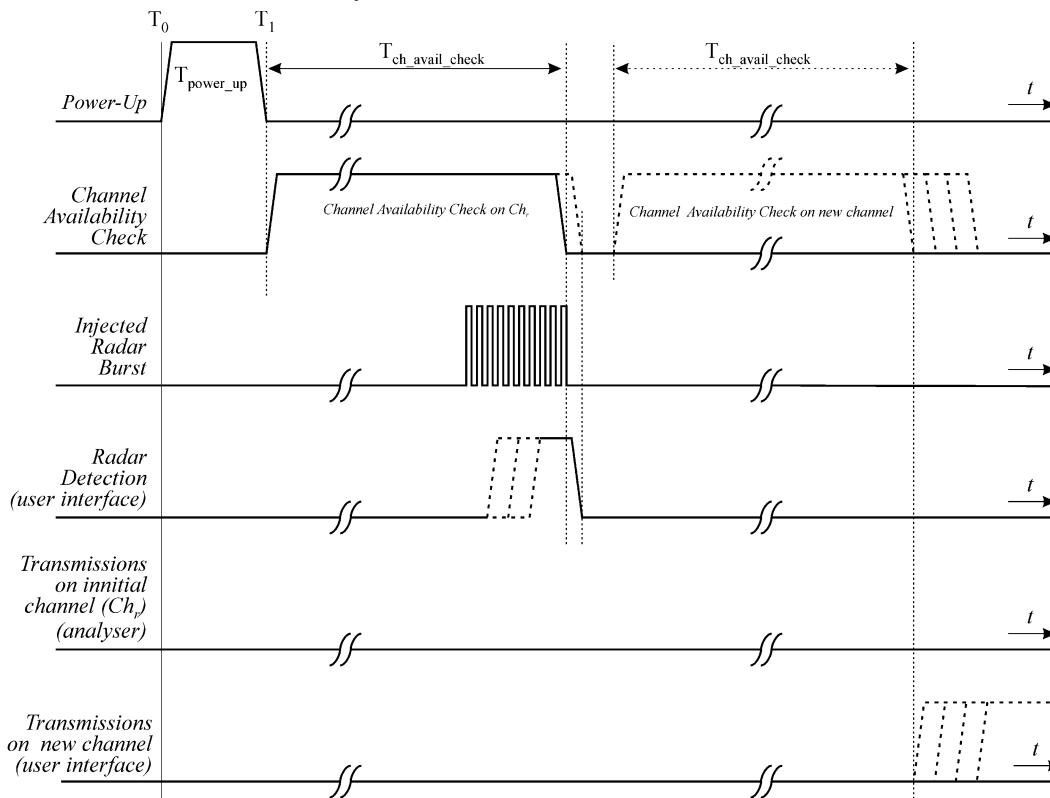 T0 T1
Tch_avail_check Tch_avail_check
Tpower_up
Power-Up
t
Channel
Availability
Check
Channel Availability Check on Chr
Channel Availability Check on new channel
t
Injected
Radar
Burst
t
Radar
Detection
(user interface)
t
Transmissions
on innitial
channel (Chr)
(analyser)
t
Transmissions
on new channel
(user interface)
t